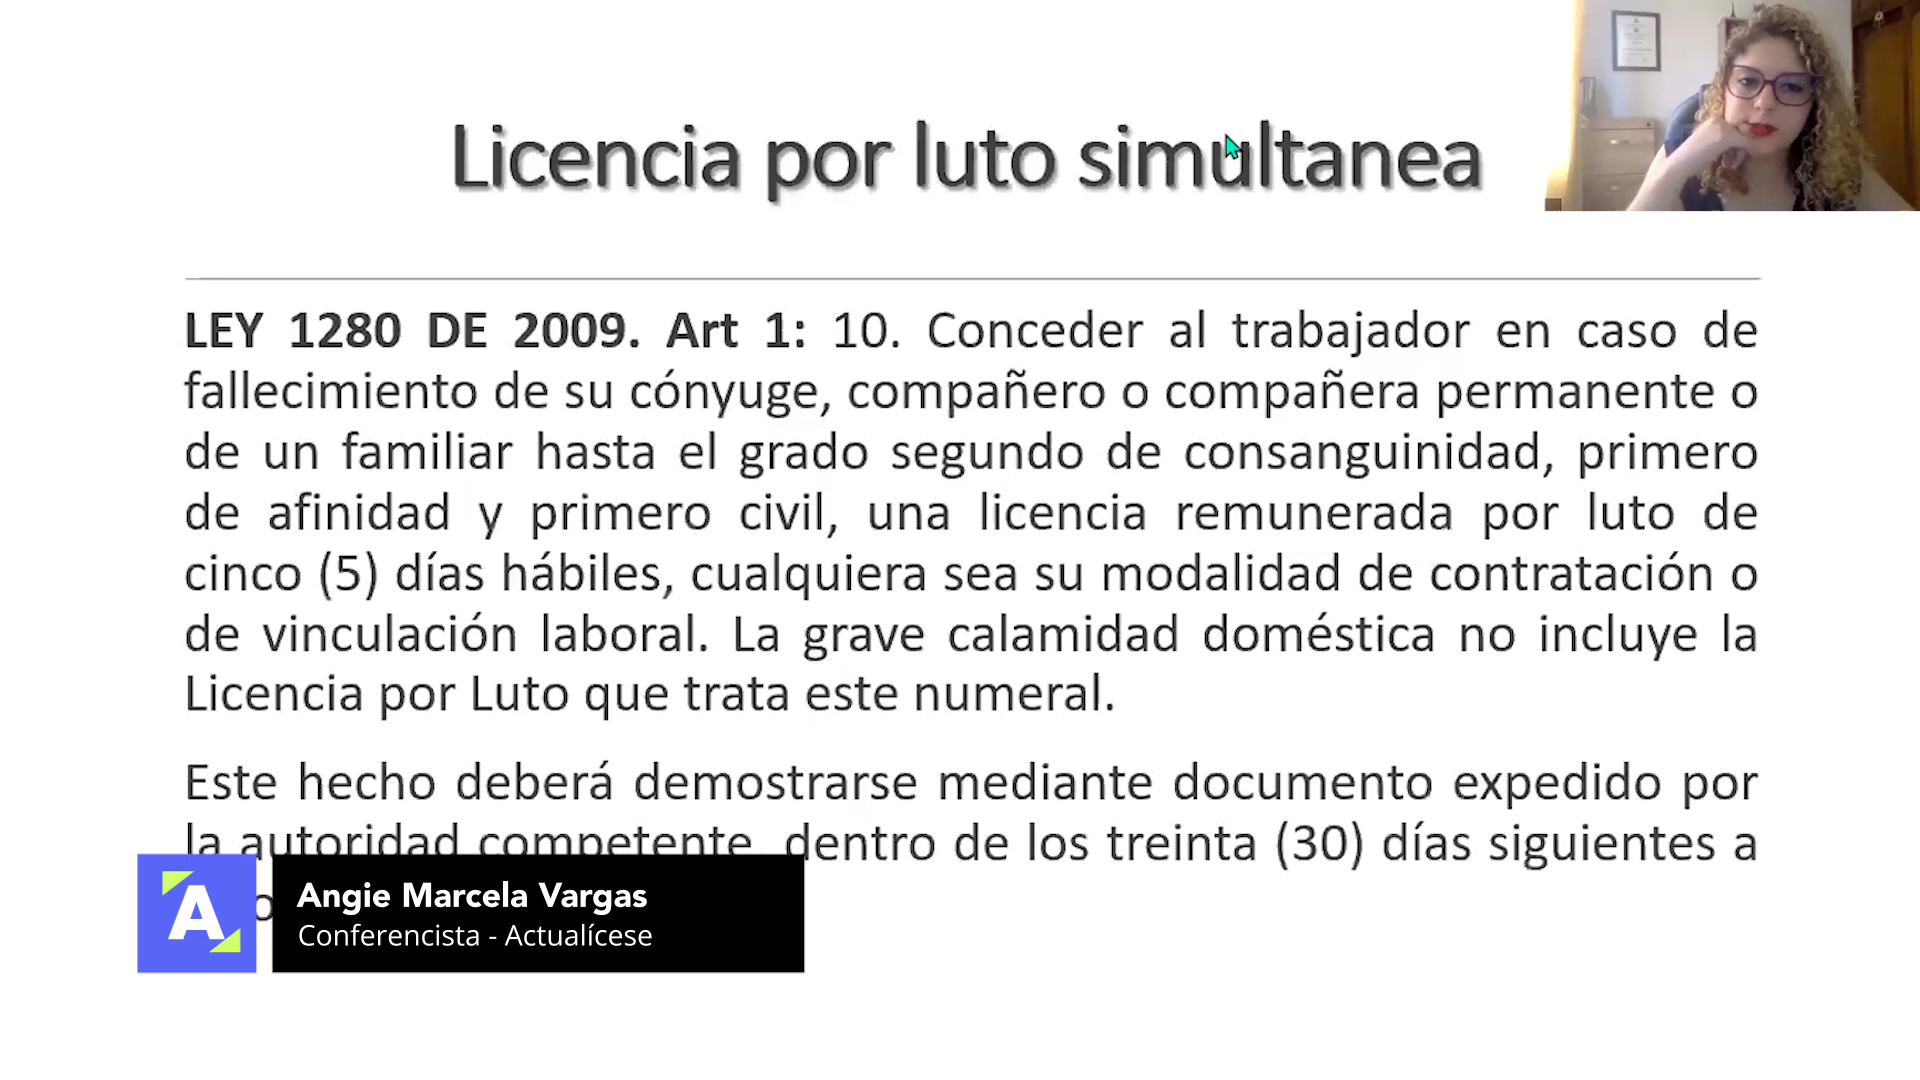 Licencia por luto simultanea
LEY 1280 DE 2009. Art 1: 10. Conceder al trabajador en caso de
fallecimiento de su cónyuge, compañero o compañera permanente o
de un familiar hasta el grado segundo de consanguinidad, primero
de afinidad y primero civil, una licencia remunerada por luto de
cinco (5) días hábiles, cualquiera sea su modalidad de contratación o
de vinculación laboral. La grave calamidad doméstica no incluye la
Licencia por Luto que trata este numeral.
Este hecho deberá demostrarse mediante documento expedido por
la autoridad competente, dentro de los treinta (30) días siguientes a
A
Angie Marcela Vargas
Conferencista - Actualícese